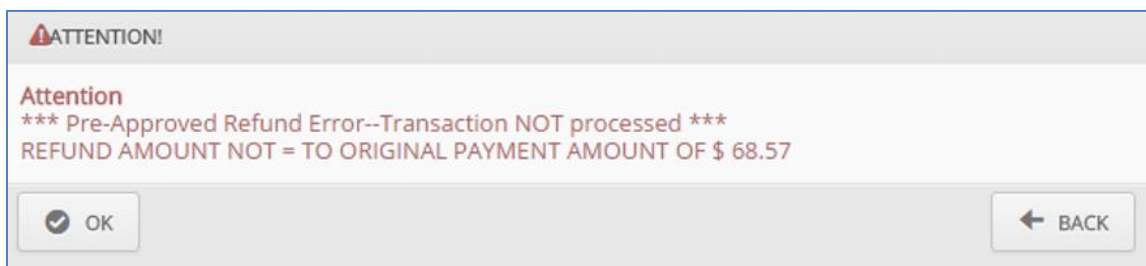 ATTENTION!
Attention
*** Pre-Approved Refund Error--Transaction NOT processed ***
REFUND AMOUNT NOT = TO ORIGINAL PAYMENT AMOUNT OF $ 68.57
OK
BACK